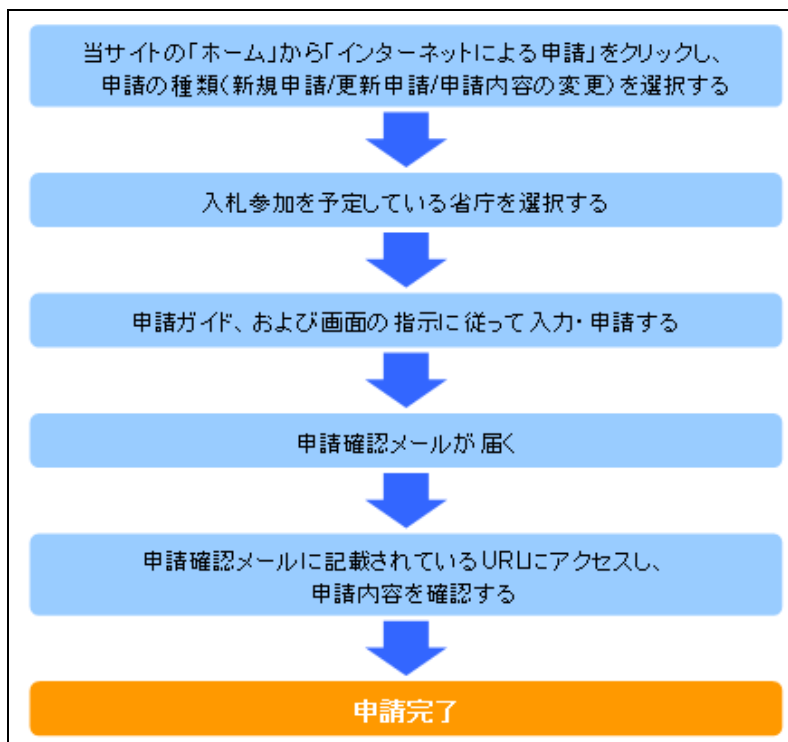 当サイトの「ホーム」から「インターネットによる申請」をクリックし、
申請の種類(新規申請/更新申請/申請内容の変更)を選択する
入札参加を予定している省庁を選択する
申請ガイド、および画面の指示に従って入力・申請する
申請確認メールが届く
申請確認メールに記載されているURLにアクセスし、
申請内容を確認する
申請完了